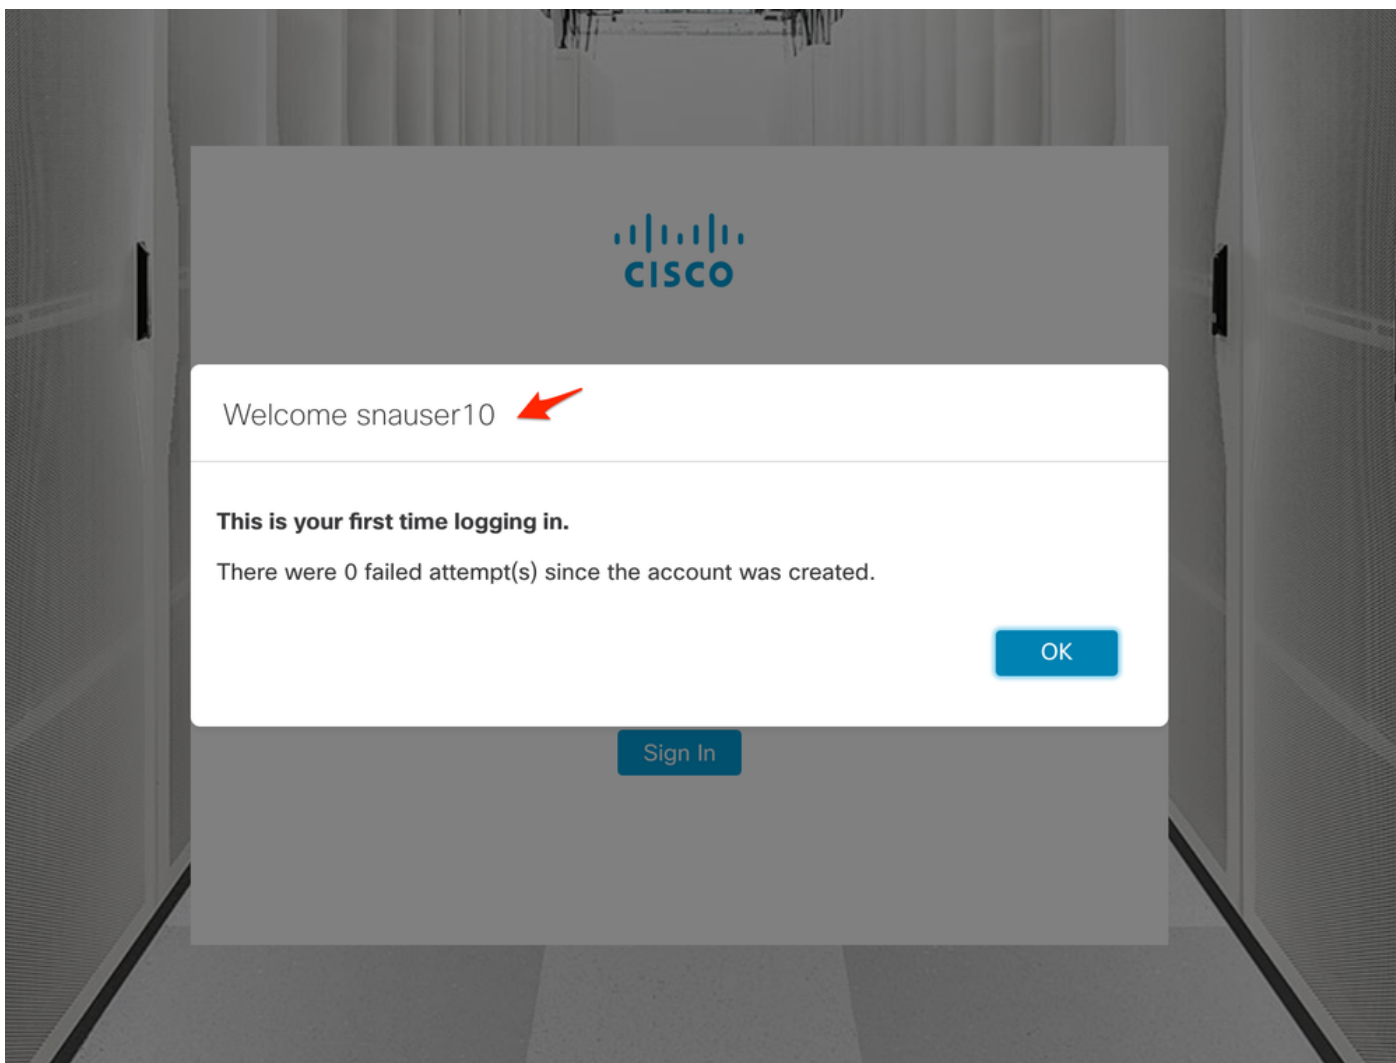 CISCO
Welcome snauser10
This is your first time logging in.
There were 0 failed attempt(s) since the account was created.
OK
Sign In